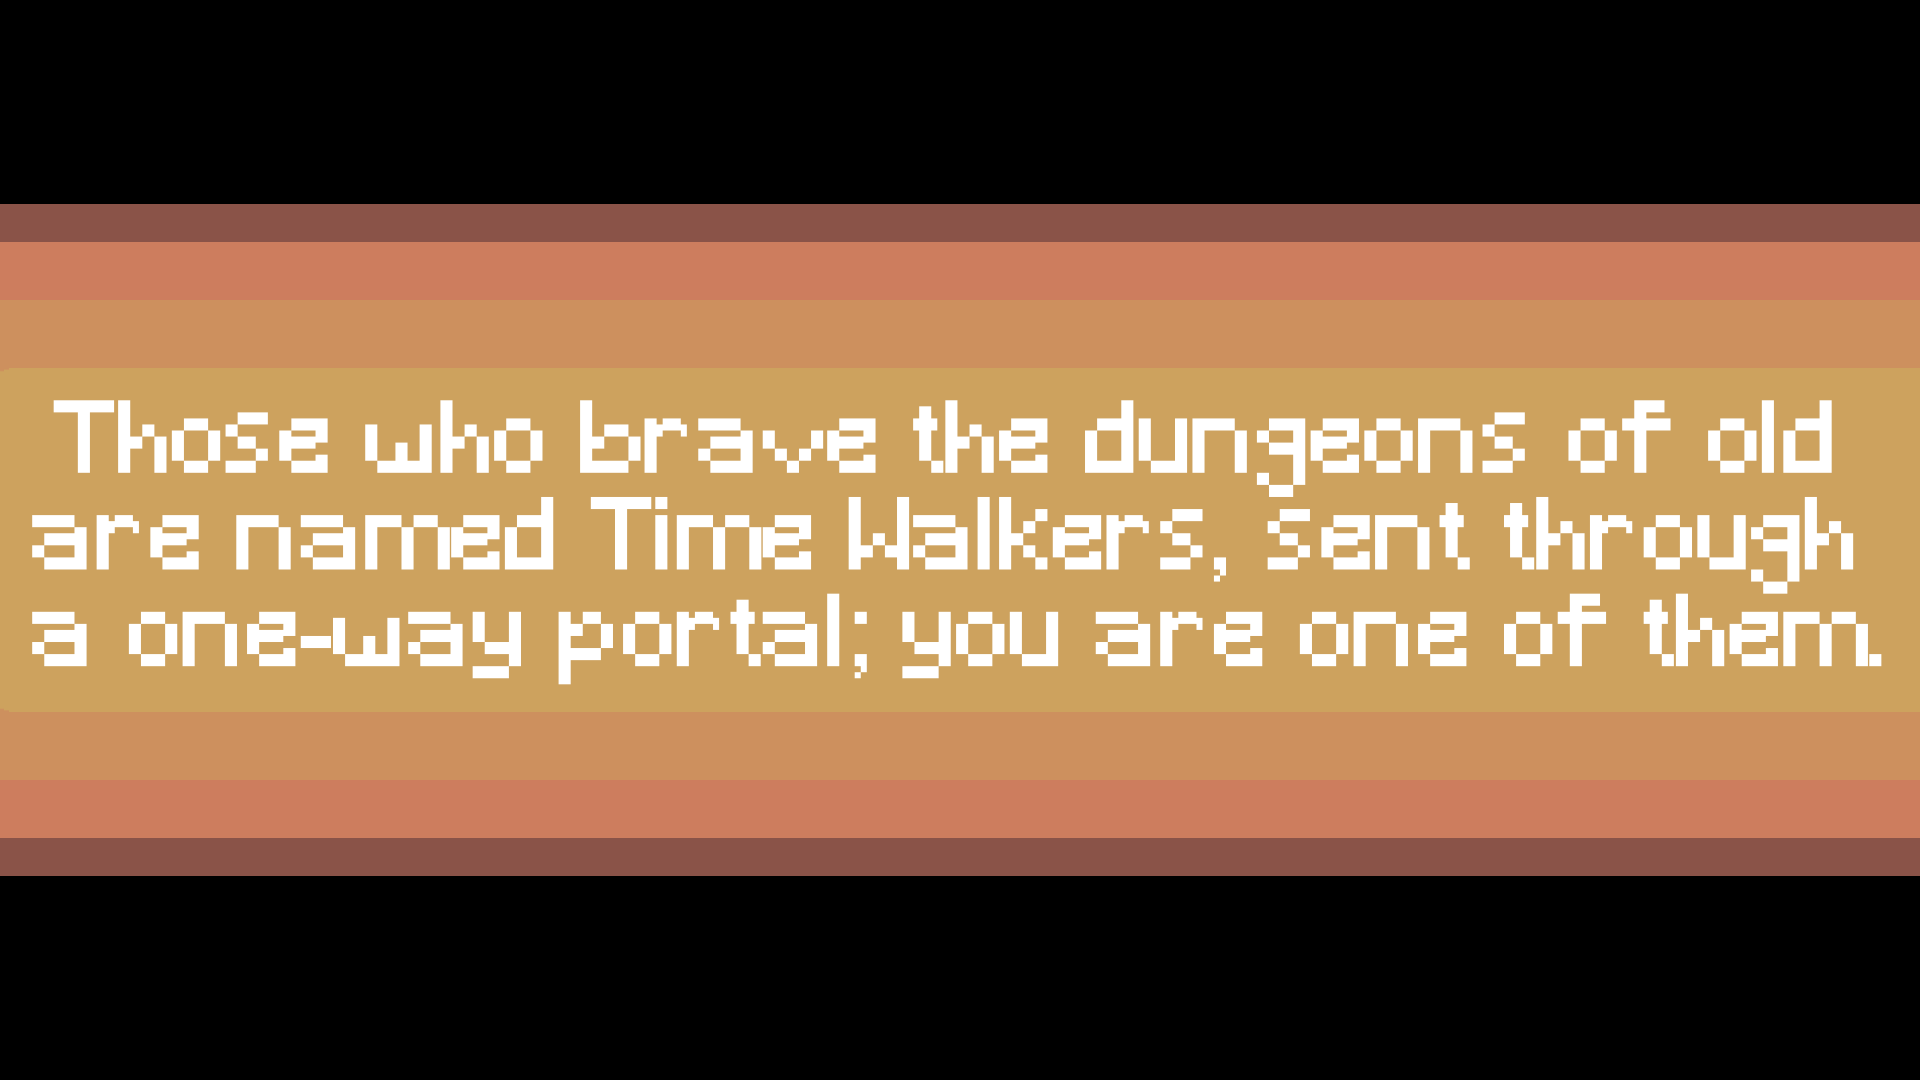 Those who brave the dungeons of old
are named Time Walkers, sent through
a one-way portal; you are one of them.